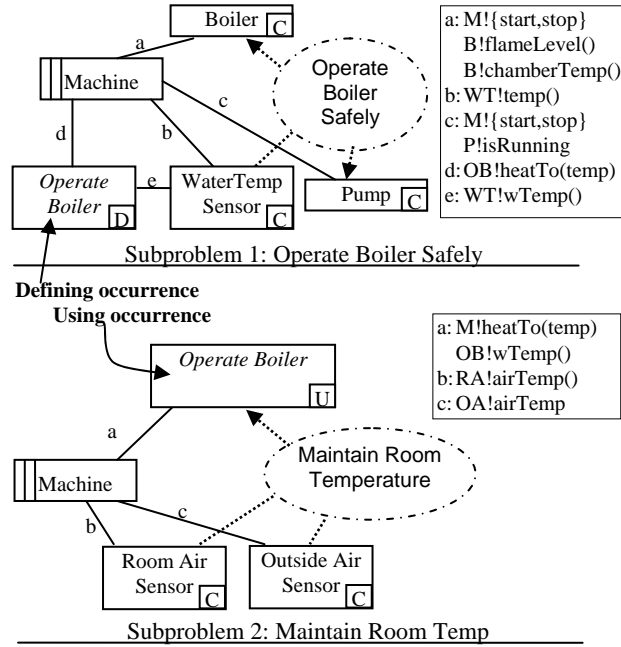 Boiler
C
a
Machine
Operate
Boiler
Safely
c
d
b
Operate
Boiler
D
e
WaterTemp
Sensor
C
Pump
C
a: M!{start,stop}
B!flameLevel()
B!chamberTemp()
b: WT!temp()
c: M!{start,stop}
P!isRunning
d: OB!heatTo(temp)
e: WT!wTemp()
Subproblem 1: Operate Boiler Safely
Defining occurrence
Using occurrence
Operate Boiler
U
a: M!heatTo(temp)
OB!wTemp()
b: RA!airTemp()
c: OA!airTemp
a
Machine
Maintain Room
Temperature
b
c
Room Air
Sensor
C
Outside Air
Sensor
C
Subproblem 2: Maintain Room Temp